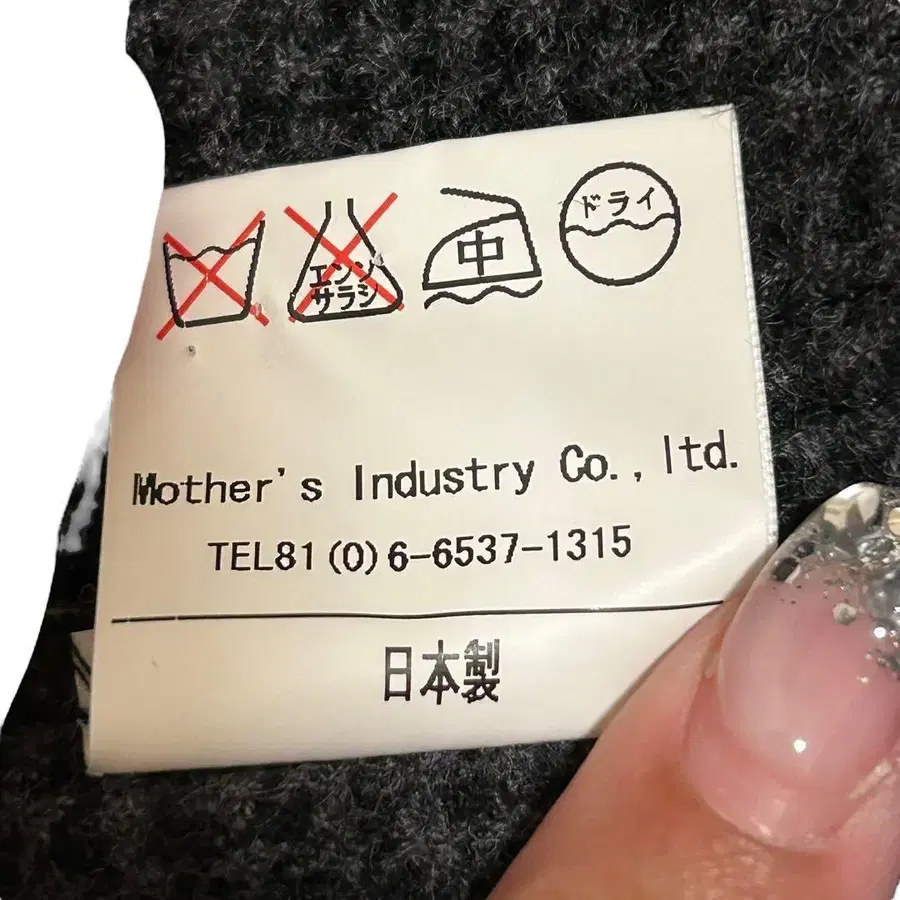 エンソ
サラシ
中
ドライ
Mother's Industry Co., ltd.
TEL81(0)6-6537-1315
日本製